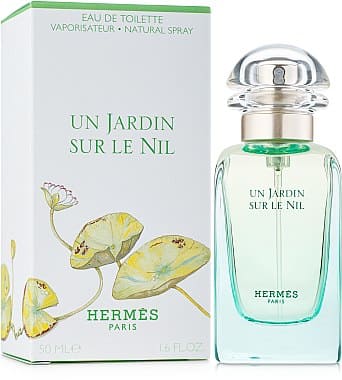 EAU DE TOILETTE
VAPORISATEUR • NATURAL SPRAY
UN JARDIN
SUR LE NIL
HERMÈS
PARIS
50 ML e 1.6 FL.OZ
UN JARDIN
SUR LE NIL
HERMÈS
PARIS